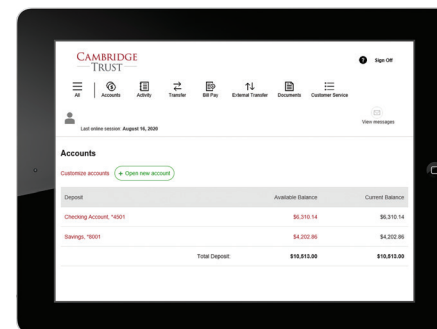 CAMBRIDGE
TRUST
? Sign Off
All Accounts Activity Transfer Bill Pay External Transfer Documents Customer Service
View messages
Last online session: August 16, 2020
Accounts
Customize accounts + Open new account
Deposit Available Balance Current Balance
Checking Account, *4501 $6,310.14 $6,310.14
Savings, *6001 $4,202.86 $4,202.86
Total Deposit: $10,513.00 $10,513.00